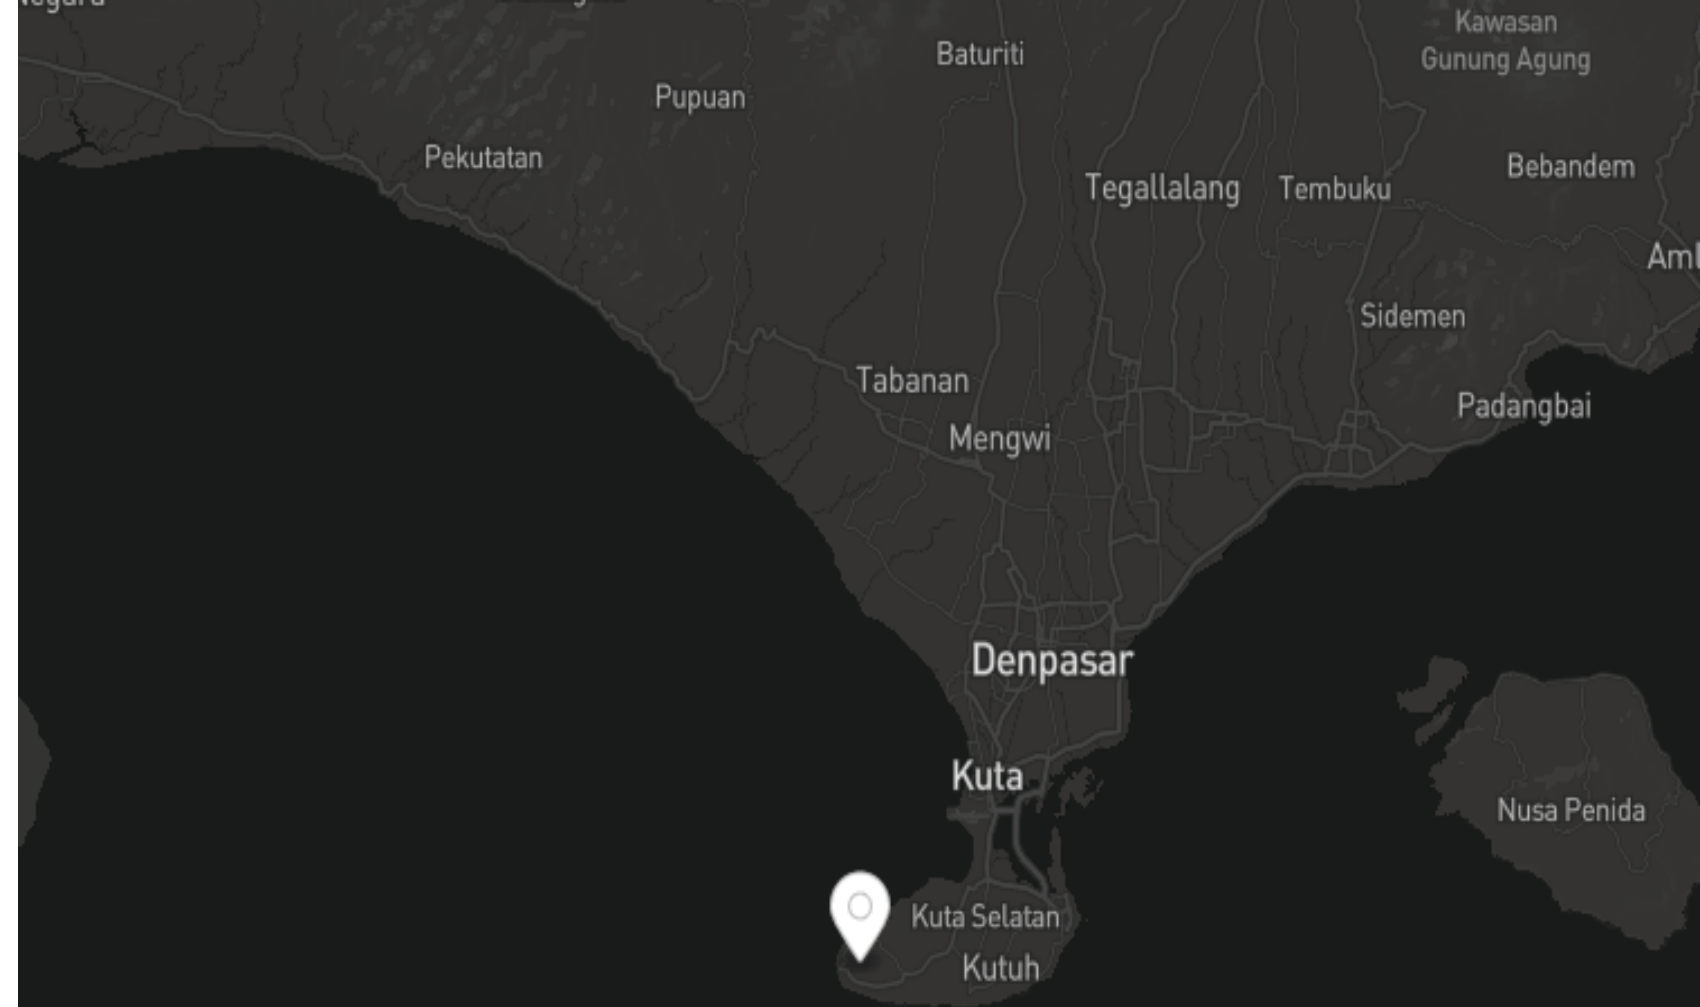 Kawasan
Gunung Agung
Baturiti
Pupuan
Pekutatan
Bebandem
Tegallalang
Tembuku
Sidemen
Tabanan
Padangbai
Mengwi
Denpasar
Kuta
Nusa Penida
Kuta Selatan
Kutuh